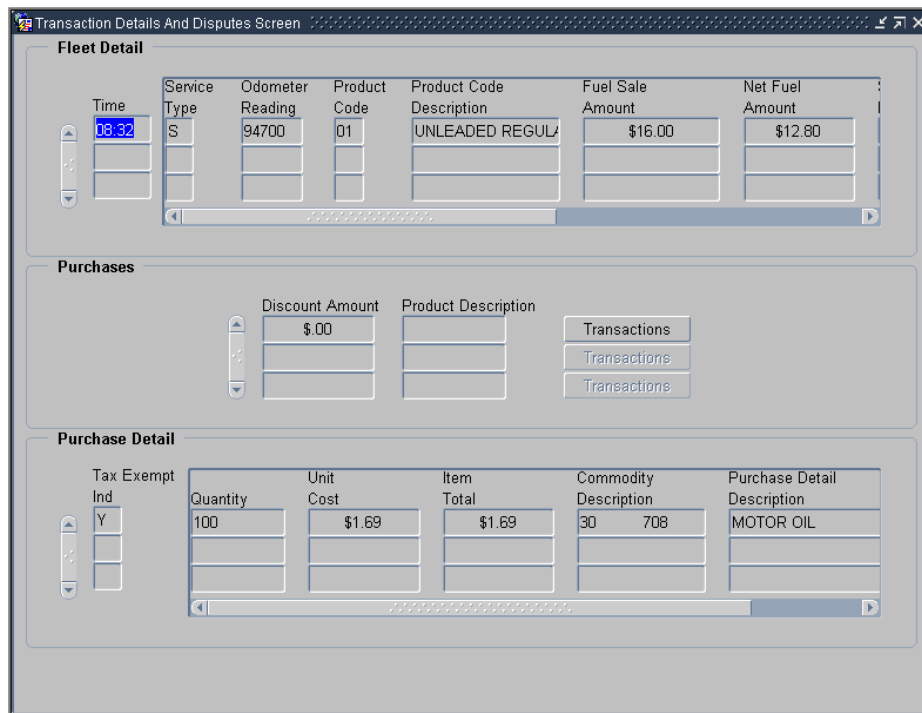 Transaction Details And Disputes Screen
Fleet Detail
Time Service Type Odometer Reading Product Code Product Code Description Fuel Sale Amount Net Fuel Amount
08:32 S 94700 01 UNLEADED REGULA $16.00 $12.80
Purchases
Discount Amount Product Description
$.00 Transactions
Transactions
Transactions
Purchase Detail
Tax Exempt Ind Quantity Unit Cost Item Total Commodity Description Purchase Detail Description
Y 100 $1.69 $1.69 30 708 MOTOR OIL